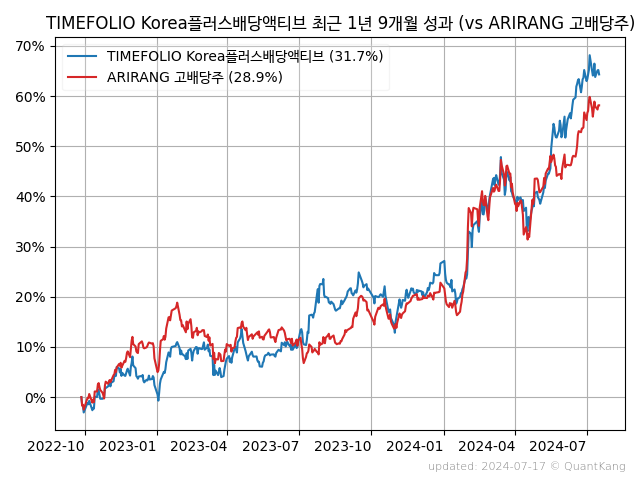 TIMEFOLIO Korea플러스배당액티브 최근 1년 9개월 성과 (vs ARIRANG 고배당주)
TIMEFOLIO Korea플러스배당액티브 (31.7%)
ARIRANG 고배당주 (28.9%)
70%
60%
50%
40%
30%
20%
10%
0%
2022-10 2023-01 2023-04 2023-07 2023-10 2024-01 2024-04 2024-07
updated: 2024-07-17 © QuantKang